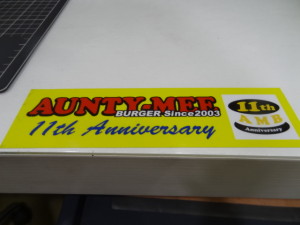 AUNTY-MEE
BURGER Since2003
11th Anniversary
11th
AMB
Anniversary